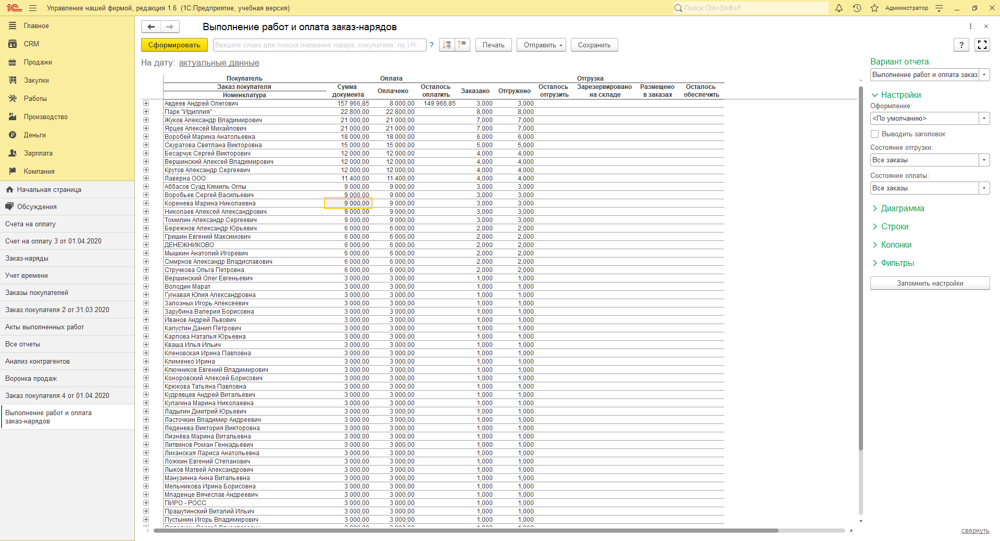 1С Управление нашей фирмой, редакция 1.6 (1С:Предприятие, учебная версия)
Поиск Ctrl+Shift+F
Администратор
Главное
CRM
Продажи
Закупки
Работы
Производство
Деньги
Зарплата
Компания
Начальная страница
Обсуждения
Счета на оплату
Счет на оплату 3 от 01.04.2020
Заказ-наряды
Учет времени
Заказы покупателей
Заказ покупателя 2 от 31.03.2020
Акты выполненных работ
Все отчеты
Анализ контрагентов
Воронка продаж
Заказ покупателя 4 от 01.04.2020
Выполнение работ и оплата
заказ-нарядов
Выполнение работ и оплата заказ-нарядов
Сформировать
Введите слово для поиска (название товара, покупателя, пр.).Н...
?
Печать
Отправить
Сохранить
?
На дату: актуальные данные
Покупатель Оплата Отгрузка
Заказ покупателя Сумма Осталось Осталось Зарезервировано Размещено Осталось
Оплачено Заказано Отгружено
Номенклатура документа оплатить отгрузить на складе в заказах обеспечить
Авдеев Андрей Олегович 157 966,85 8 000,00 149 966,85 3,000 3,000
Парк "Идиллия" 22 800,00 22 800,00 8,000 8,000
Жуков Александр Владимирович 21 000,00 21 000,00 7,000 7,000
Ярцев Алексей Михайлович 21 000,00 21 000,00 7,000 7,000
Воробей Марина Анатольевна 18 000,00 18 000,00 6,000 6,000
Скуратова Светлана Викторовна 15 000,00 15 000,00 5,000 5,000
Бесарчук Сергей Викторович 12 000,00 12 000,00 4,000 4,000
Вершинский Алексей Владимирович 12 000,00 12 000,00 4,000 4,000
Крутов Александр Сергеевич 12 000,00 12 000,00 4,000 4,000
Лаверна ООО 11 400,00 11 400,00 4,000 4,000
Аббасов Суад Кямиль Оглы 9 000,00 9 000,00 3,000 3,000
Воробьев Сергей Васильевич 9 000,00 9 000,00 3,000 3,000
Коренева Марина Николаевна 9 000,00 9 000,00 3,000 3,000
Николаев Алексей Александрович 9 000,00 9 000,00 3,000 3,000
Томилин Александр Сергеевич 9 000,00 9 000,00 3,000 3,000
Бережнов Александр Юрьевич 6 000,00 6 000,00 2,000 2,000
Гришин Евгений Максимович 6 000,00 6 000,00 2,000 2,000
ДЕНЕЖНИКОВО 6 000,00 6 000,00 2,000 2,000
Мышкин Анатолий Игоревич 6 000,00 6 000,00 2,000 2,000
Смирнов Александр Владиславович 6 000,00 6 000,00 2,000 2,000
Стручкова Ольга Петровна 6 000,00 6 000,00 2,000 2,000
Вершинский Олег Евгеньевич 3 000,00 3 000,00 1,000 1,000
Володин Марат 3 000,00 3 000,00 1,000 1,000
Гугнавая Юлия Александровна 3 000,00 3 000,00 1,000 1,000
Залозных Игорь Алексеевич 3 000,00 3 000,00 1,000 1,000
Зарубина Валерия Борисовна 3 000,00 3 000,00 1,000 1,000
Иванов Андрей Львович 3 000,00 3 000,00 1,000 1,000
Капустин Данил Петрович 3 000,00 3 000,00 1,000 1,000
Карпова Наталья Юрьевна 3 000,00 3 000,00 1,000 1,000
Кваша Илья Ильич 3 000,00 3 000,00 1,000 1,000
Кленовская Ирина Павловна 3 000,00 3 000,00 1,000 1,000
Клименко Ирина 3 000,00 3 000,00 1,000 1,000
Ключников Евгений Владимирович 3 000,00 3 000,00 1,000 1,000
Коноровский Алексей Борисович 3 000,00 3 000,00 1,000 1,000
Крюкова Татьяна Павловна 3 000,00 3 000,00 1,000 1,000
Кудрявцев Андрей Витальевич 3 000,00 3 000,00 1,000 1,000
Кулагина Марина Николаевна 3 000,00 3 000,00 1,000 1,000
Ладыгин Дмитрий Юрьевич 3 000,00 3 000,00 1,000 1,000
Ласточкин Владимир Андреевич 3 000,00 3 000,00 1,000 1,000
Леденева Виктория Викторовна 3 000,00 3 000,00 1,000 1,000
Лизнёва Марина Витальевна 3 000,00 3 000,00 1,000 1,000
Литвинов Роман Геннадьевич 3 000,00 3 000,00 1,000 1,000
Лиханская Лариса Анатольевна 3 000,00 3 000,00 1,000 1,000
Ложкин Евгений Степанович 3 000,00 3 000,00 1,000 1,000
Лыков Матвей Александрович 3 000,00 3 000,00 1,000 1,000
Манузинна Анна Витальевна 3 000,00 3 000,00 1,000 1,000
Мельникова Ирина Борисовна 3 000,00 3 000,00 1,000 1,000
Младенце Вячеслав Андреевич 3 000,00 3 000,00 1,000 1,000
ПИРО - РОСС 3 000,00 3 000,00 1,000 1,000
Прашутинский Виталий Ильич 3 000,00 3 000,00 1,000 1,000
Пустынин Игорь Владимирович 3 000,00 3 000,00 1,000 1,000
Вариант отчета
Выполнение работ и оплата заказ
Настройки
Оформление:
<По умолчанию>
Выводить заголовок
Состояние отгрузки:
Все заказы
Состояние оплаты:
Все заказы
Диаграмма
Строки
Колонки
Фильтры
Запомнить настройки
свернуть